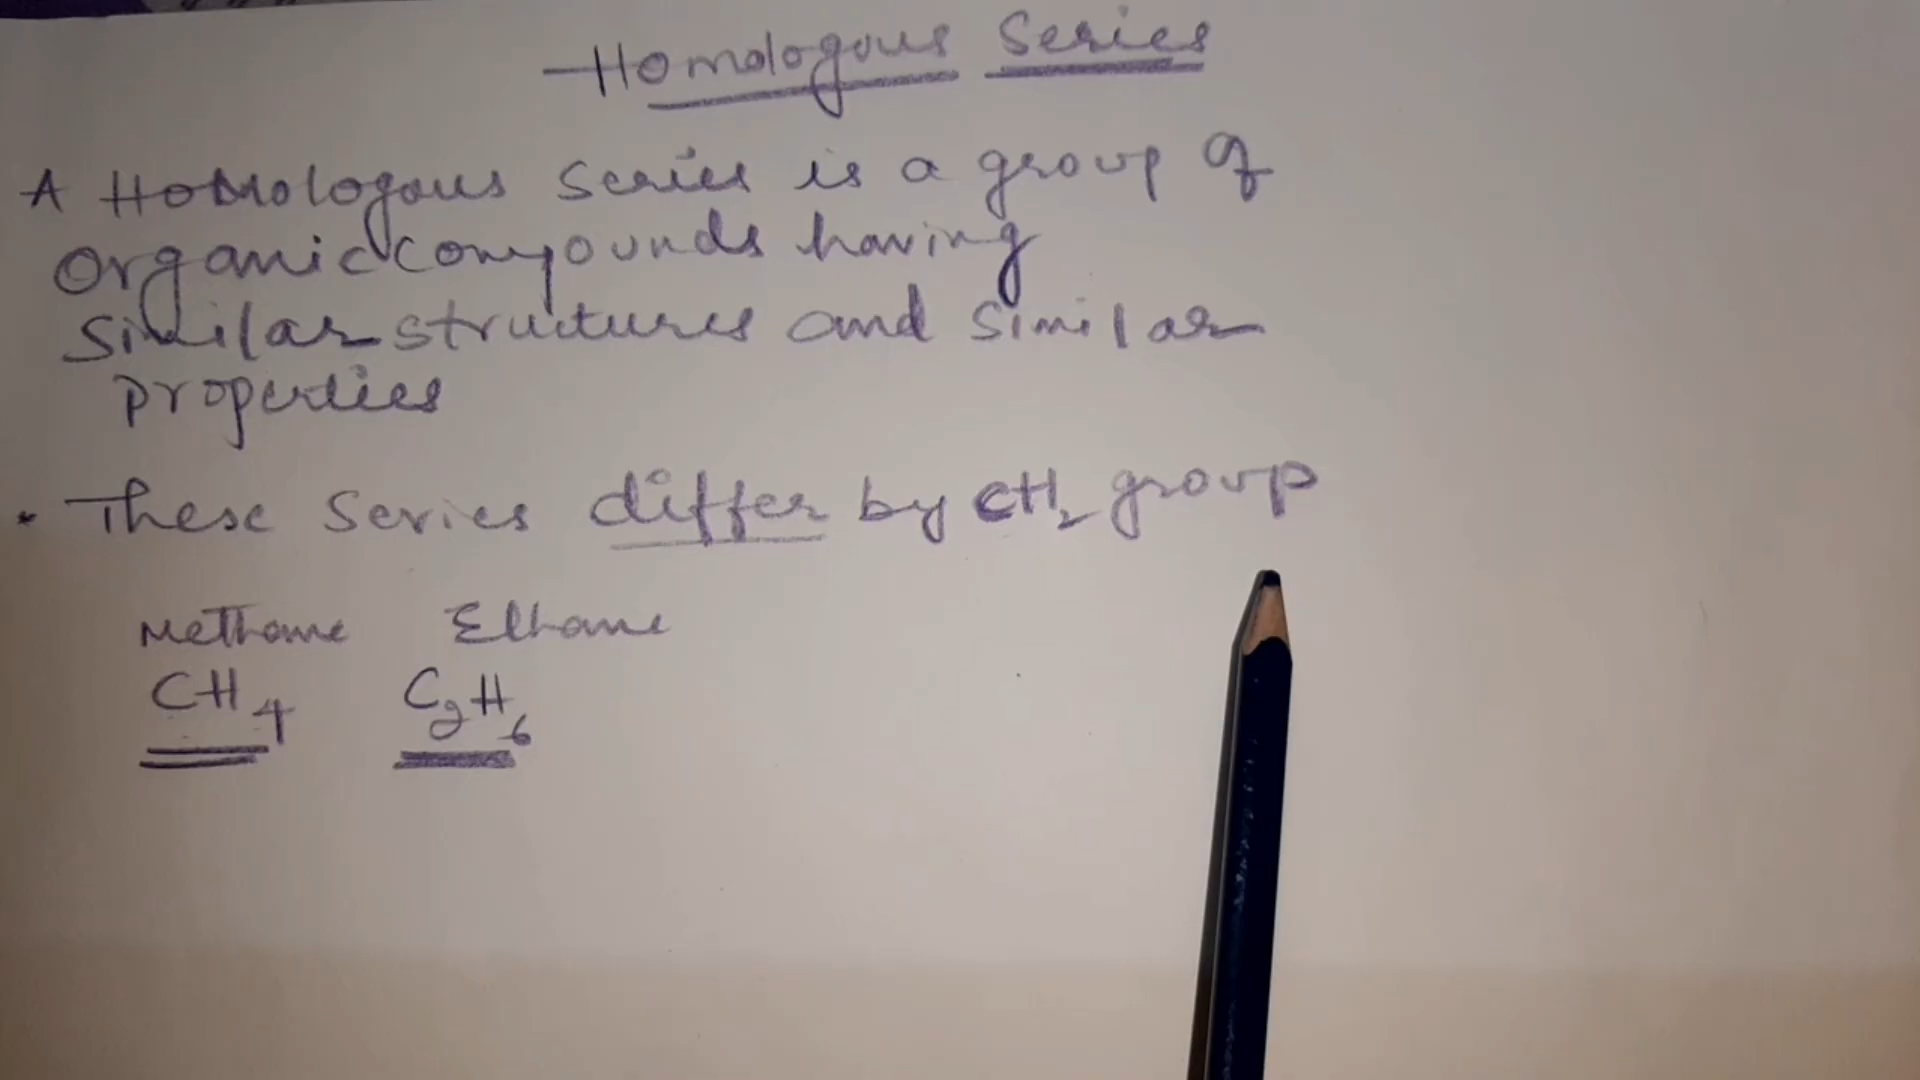 Homologous Series
A Homologous Series is a group of
Organic compounds having
Similar structures and Similar
Properties
• These Series differ by CH₂ group
Methane Ethane
CH₄ C₂H₆